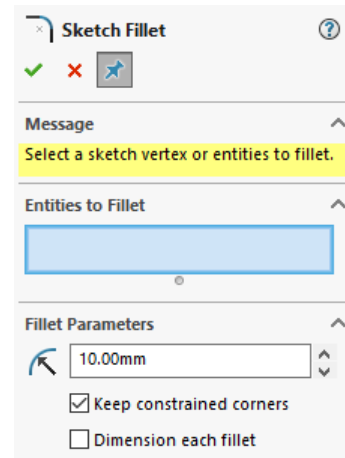 Sketch Fillet
?
Message
Select a sketch vertex or entities to fillet.
Entities to Fillet
Fillet Parameters
10.00mm
Keep constrained corners
Dimension each fillet